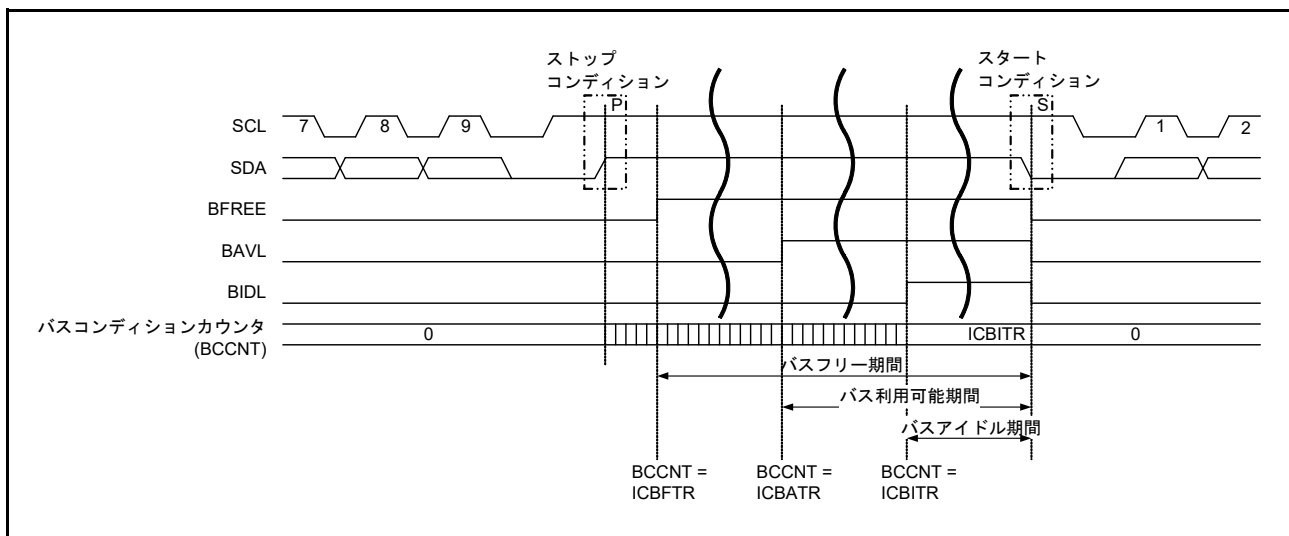 ストップ
コンディション
スタート
コンディション
P
S
SCL
7
8
9
1
2
SDA
BFREE
BAVL
BIDL
バスコンディションカウンタ
(BCCNT)
0
ICBITR
0
バスフリー期間
バス利用可能期間
バスアイドル期間
BCCNT =
ICBFTR
BCCNT =
ICBATR
BCCNT =
ICBITR